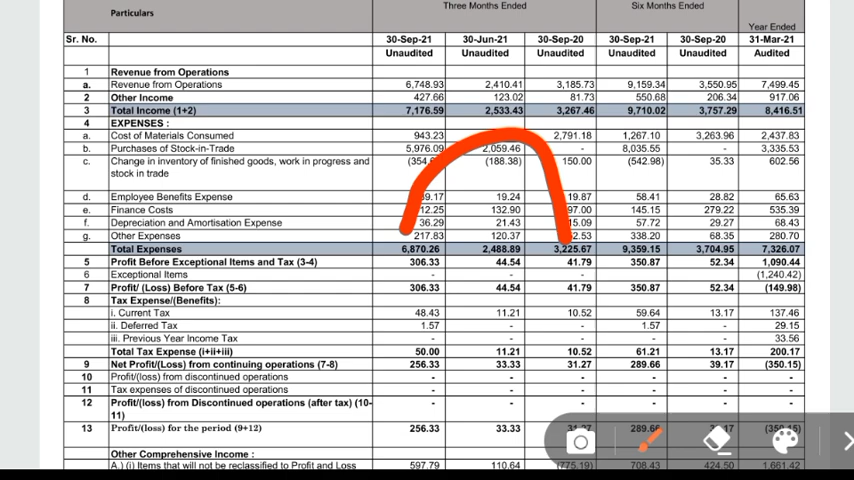 Three Months Ended Six Months Ended
Particulars Year Ended
Sr. No. 30-Sep-21 30-Jun-21 30-Sep-20 30-Sep-21 30-Sep-20 31-Mar-21
Unaudited Unaudited Unaudited Unaudited Unaudited Audited
1 Revenue from Operations
a. Revenue from Operations 6,748.93 2,410.41 3,185.73 9,159.34 3,550.95 7,499.45
2 Other Income 427.66 123.02 81.73 550.68 206.34 917.06
3 Total Income (1+2) 7,176.59 2,533.43 3,267.46 9,710.02 3,757.29 8,416.51
4 EXPENSES :
a. Cost of Materials Consumed 943.23 2,791.18 1,267.10 3,263.96 2,437.83
b. Purchases of Stock-in-Trade 5,976.09 2,059.46 - 8,035.55 - 3,335.53
c. Change in inventory of finished goods, work in progress and (188.38) 150.00 (542.98) 35.33 602.56
stock in trade
d. Employee Benefits Expense 19.24 19.87 58.41 28.82 65.63
e. Finance Costs 132.90 145.15 279.22 535.39
f. Depreciation and Amortisation Expense 36.29 21.43 57.72 29.27 68.43
g. Other Expenses 217.83 120.37 338.20 68.35 280.70
Total Expenses 6,870.26 2,488.89 3,225.67 9,359.15 3,704.95 7,326.07
5 Profit Before Exceptional Items and Tax (3-4) 306.33 44.54 41.79 350.87 52.34 1,090.44
6 Exceptional Items - - - - - (1,240.42)
7 Profit/ (Loss) Before Tax (5-6) 306.33 44.54 41.79 350.87 52.34 (149.98)
8 Tax Expense/(Benefits):
i. Current Tax 48.43 11.21 10.52 59.64 13.17 137.46
ii. Deferred Tax 1.57 - - 1.57 - 29.15
iii. Previous Year Income Tax - - - - 33.56
Total Tax Expense (i+ii+iii) 50.00 11.21 10.52 61.21 13.17 200.17
9 Net Profit/(Loss) from continuing operations (7-8) 256.33 33.33 31.27 289.66 39.17 (350.15)
10 Profit/(loss) from discontinued operations - - - - - -
11 Tax expenses of discontinued operations - - - - - -
12 Profit/(loss) from Discontinued operations (after tax) (10- - - - - - -
11)
13 Profit/(loss) for the period (9+12) 256.33 33.33 289.66
Other Comprehensive Income :
A.) (i) Items that will not be reclassified to Profit and Loss 597.79 110.64 (775.19) 708.43 424.50 1,661.42